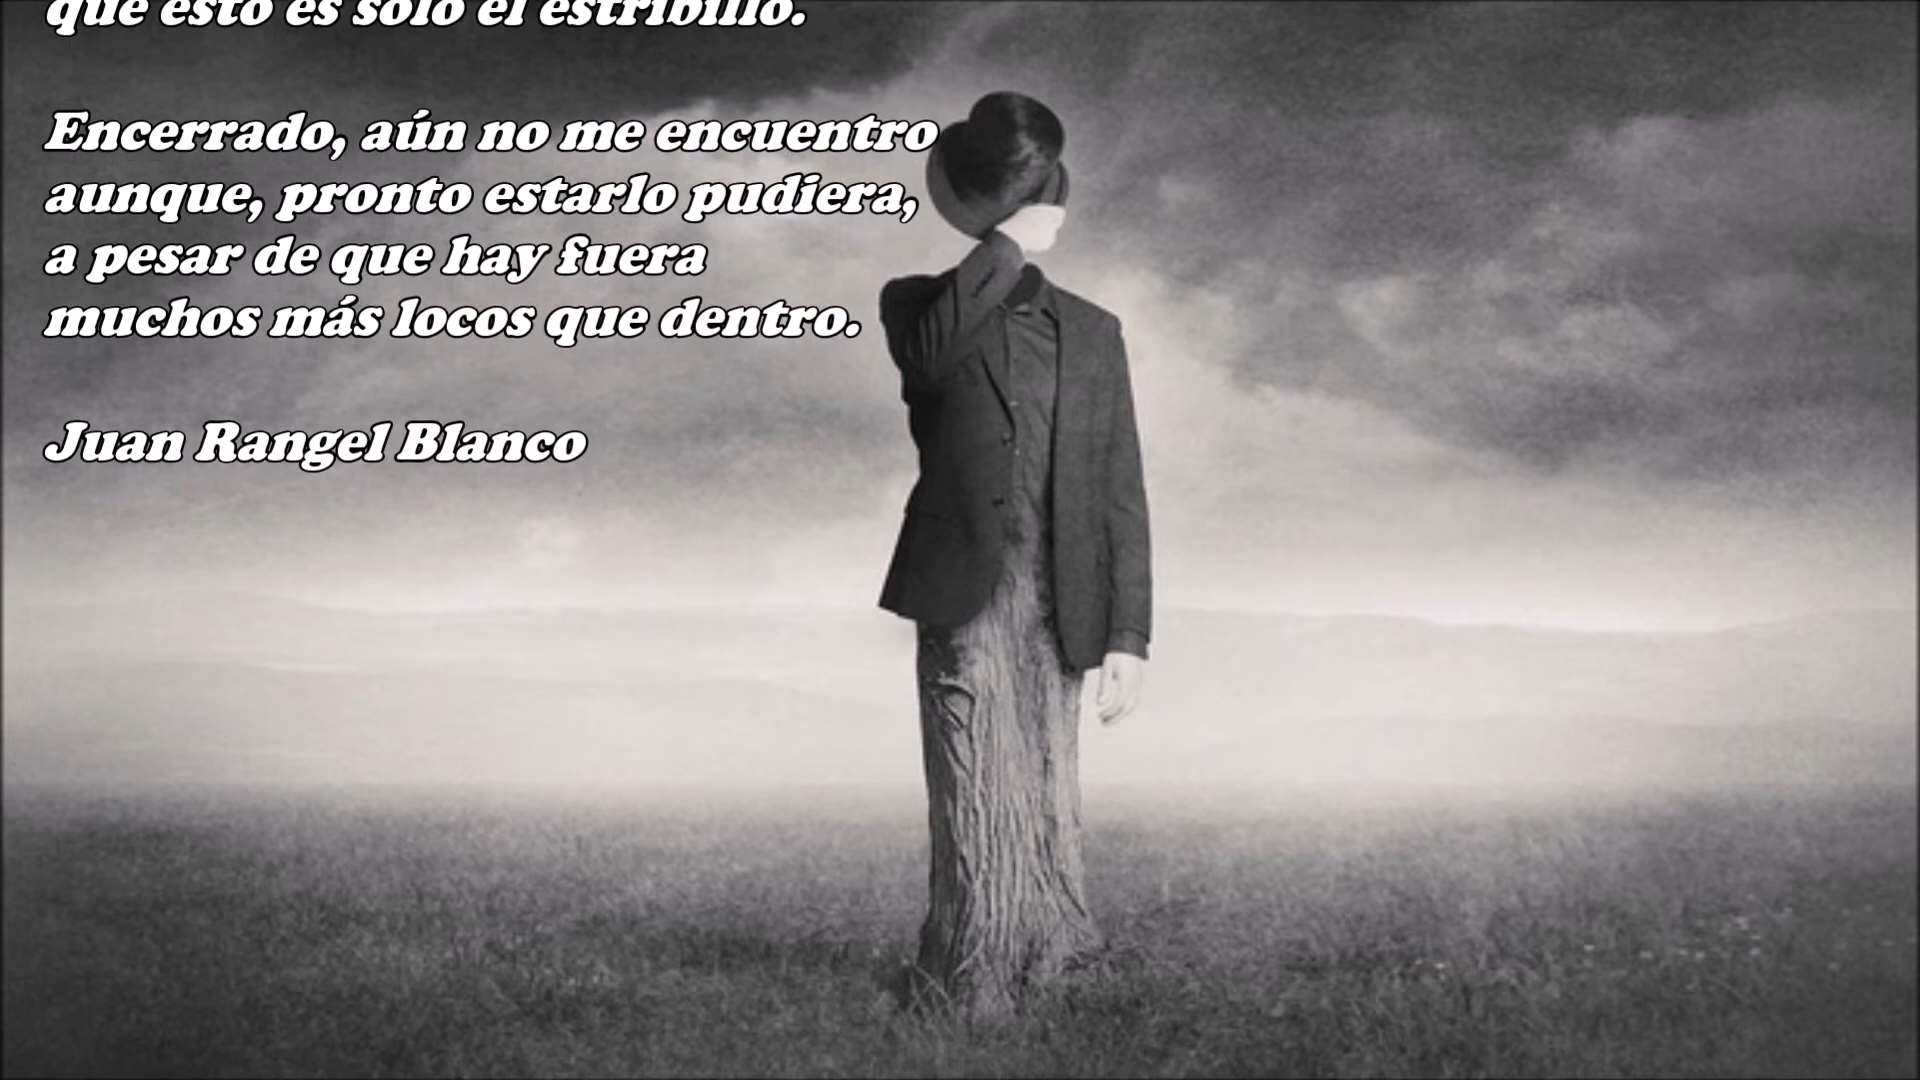 que esto es sólo el estribillo.
Encerrado, aún no me encuentro
aunque, pronto estarlo pudiera,
a pesar de que hay fuera
muchos más locos que dentro.
Juan Rangel Blanco